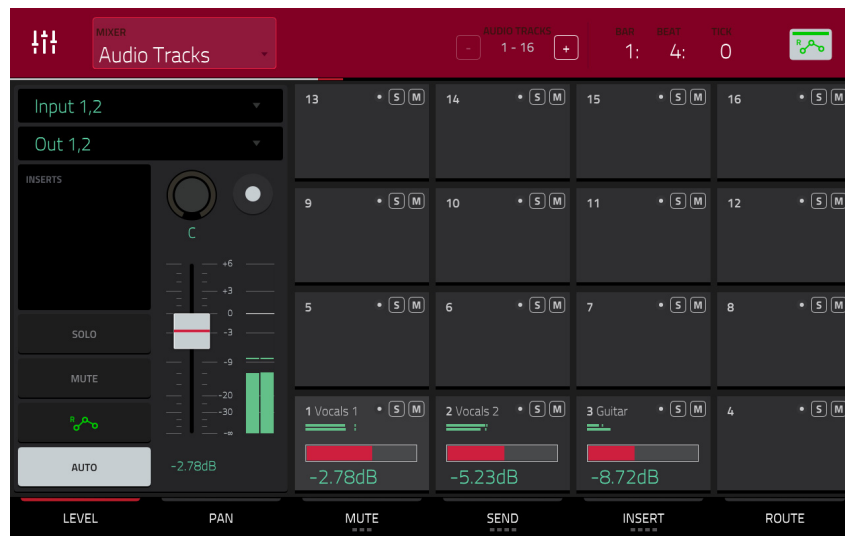 MIXER
Audio Tracks
AUDIO TRACKS
- 1 - 16 +
BAR BEAT TICK
1: 4: 0
R
Input 1,2
Out 1,2
INSERTS
C
+6
+3
0
-3
-9
-20
-30
-∞
SOLO
MUTE
R
AUTO
-2.78dB
13 S M
14 S M
15 S M
16 S M
9 S M
10 S M
11 S M
12 S M
5 S M
6 S M
7 S M
8 S M
1 Vocals 1 S M
-2.78dB
2 Vocals 2 S M
-5.23dB
3 Guitar S M
-8.72dB
4 S M
LEVEL PAN MUTE SEND INSERT ROUTE